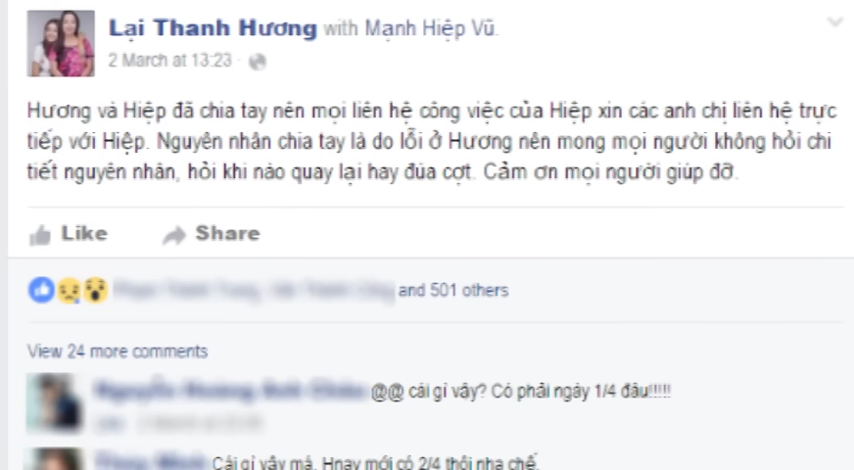 Lại Thanh Hương with Mạnh Hiệp Vũ.
2 March at 13:23 ·
Hương và Hiệp đã chia tay nên mọi liên hệ công việc của Hiệp xin các anh chị liên hệ trực
tiếp với Hiệp. Nguyên nhân chia tay là do lỗi ở Hương nên mong mọi người không hỏi chi
tiết nguyên nhân, hỏi khi nào quay lại hay đùa cợt. Cảm ơn mọi người giúp đỡ.
Like Share
and 501 others
View 24 more comments
@@ cái gì vậy? Có phải ngày 1/4 đâu!!!!!
Cái gì vậy má. Hnay mới có 2/4 thôi nha chế.